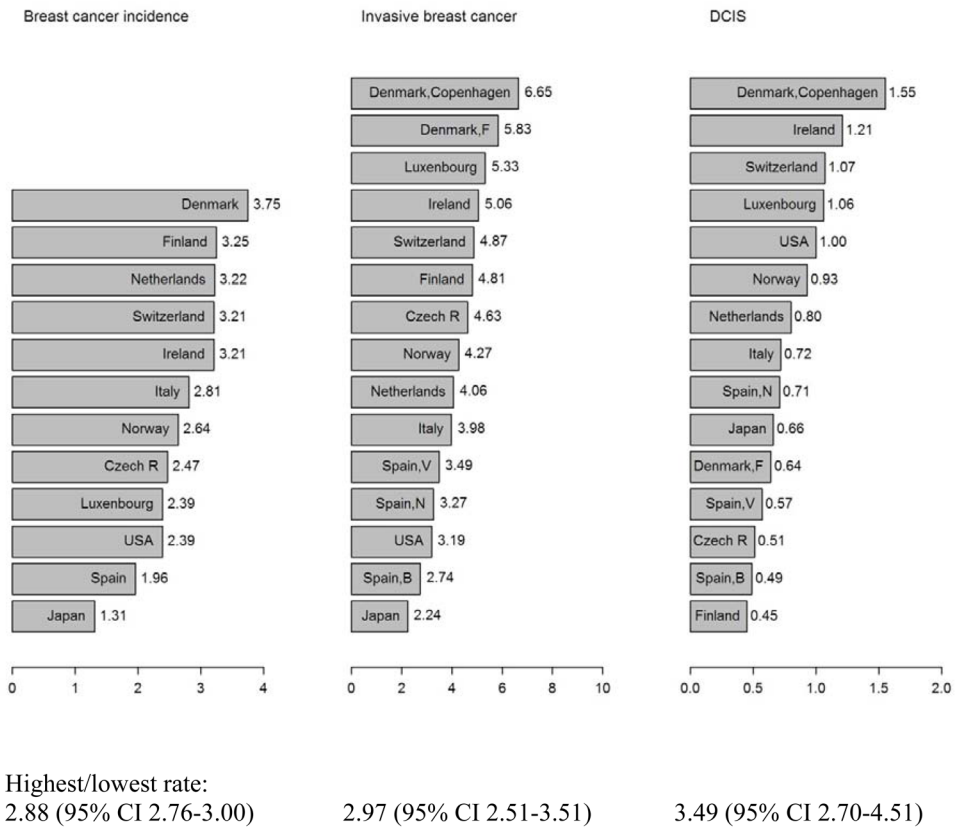 Breast cancer incidence
Denmark 3.75
Finland 3.25
Netherlands 3.22
Switzerland 3.21
Ireland 3.21
Italy 2.81
Norway 2.64
Czech R 2.47
Luxenbourg 2.39
USA 2.39
Spain 1.96
Japan 1.31
0 1 2 3 4
Invasive breast cancer
Denmark,Copenhagen 6.65
Denmark,F 5.83
Luxenbourg 5.33
Ireland 5.06
Switzerland 4.87
Finland 4.81
Czech R 4.63
Norway 4.27
Netherlands 4.06
Italy 3.98
Spain,V 3.49
Spain,N 3.27
USA 3.19
Spain,B 2.74
Japan 2.24
0 2 4 6 8 10
DCIS
Denmark,Copenhagen 1.55
Ireland 1.21
Switzerland 1.07
Luxenbourg 1.06
USA 1.00
Norway 0.93
Netherlands 0.80
Italy 0.72
Spain,N 0.71
Japan 0.66
Denmark,F 0.64
Spain,V 0.57
Czech R 0.51
Spain,B 0.49
Finland 0.45
0.0 0.5 1.0 1.5 2.0
Highest/lowest rate:
2.88 (95% CI 2.76-3.00) 2.97 (95% CI 2.51-3.51) 3.49 (95% CI 2.70-4.51)